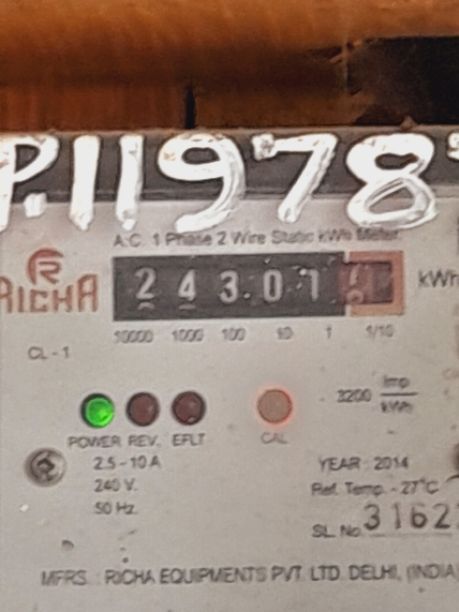 P.11978
A.C. 1 Phase 2 Wire Static kWh Meter
RICHA
2 4 3 0 1
kWh
10000 1000 100 10 1 1/10
CL - 1
3200 Imp/kWh
POWER REV. EFLT CAL
2.5 - 10 A
240 V.
50 Hz.
YEAR : 2014
Ref. Temp. - 27°C
SL. No. 3162
MFRS. : RICHA EQUIPMENTS PVT. LTD. DELHI, (INDIA